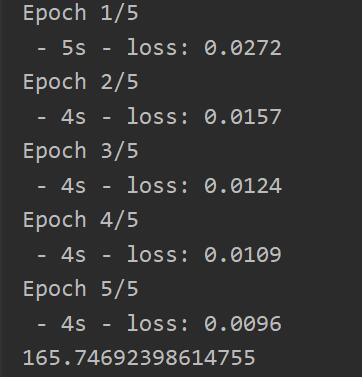 Epoch 1/5
 - 5s - loss: 0.0272
Epoch 2/5
 - 4s - loss: 0.0157
Epoch 3/5
 - 4s - loss: 0.0124
Epoch 4/5
 - 4s - loss: 0.0109
Epoch 5/5
 - 4s - loss: 0.0096
165.74692398614755